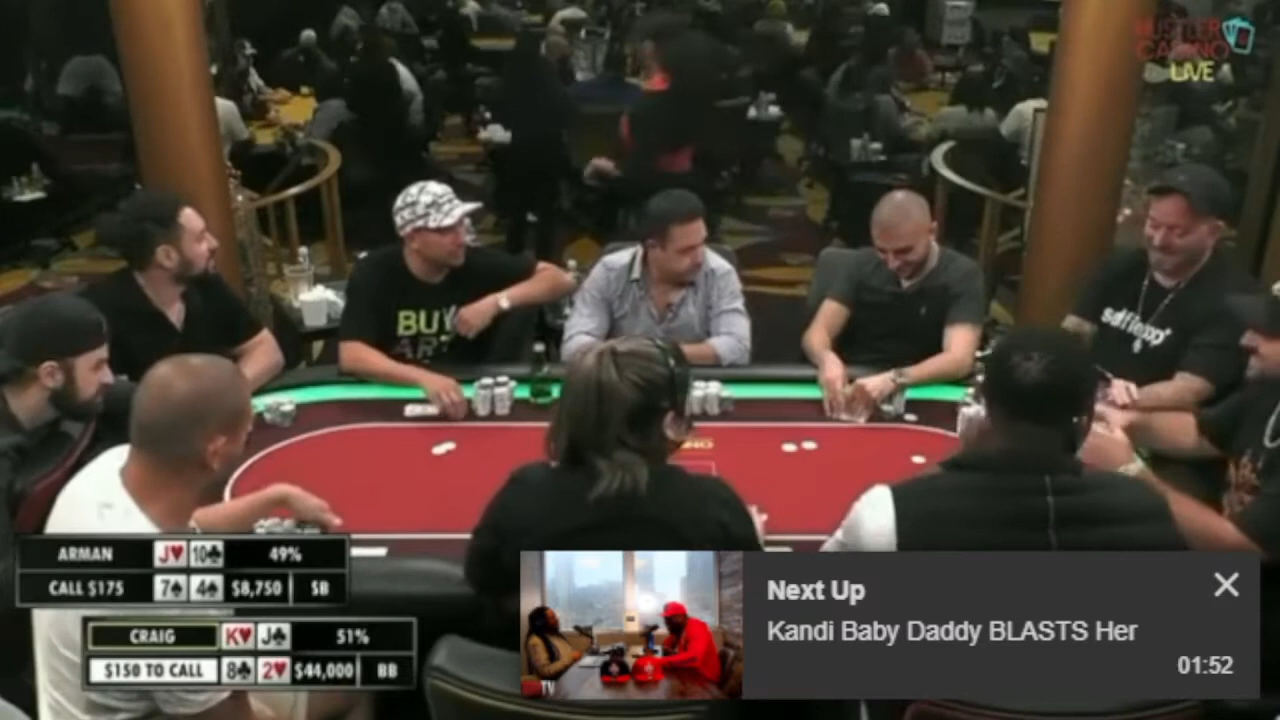 HUSTLER
CASINO
LIVE
BUY
ART
ARMAN J♥ 10♣ 49%
CALL $175 7♠ 4♠ $8,750 SB
CRAIG K♥ J♣ 51%
$150 TO CALL 8♣ 2♥ $44,000 BB
Next Up
Kandi Baby Daddy BLASTS Her
01:52
TV